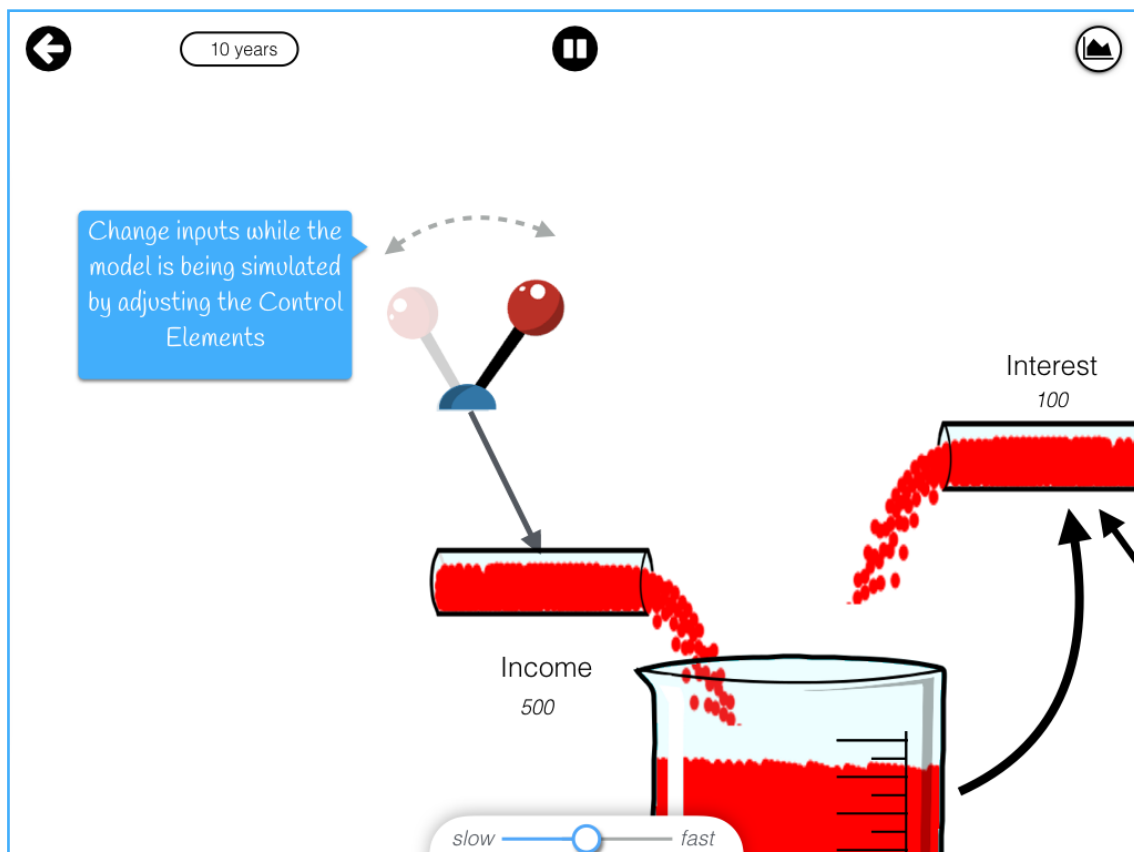 10 years
Change inputs while the
model is being simulated
by adjusting the Control
Elements
Interest
100
Income
500
slow
fast